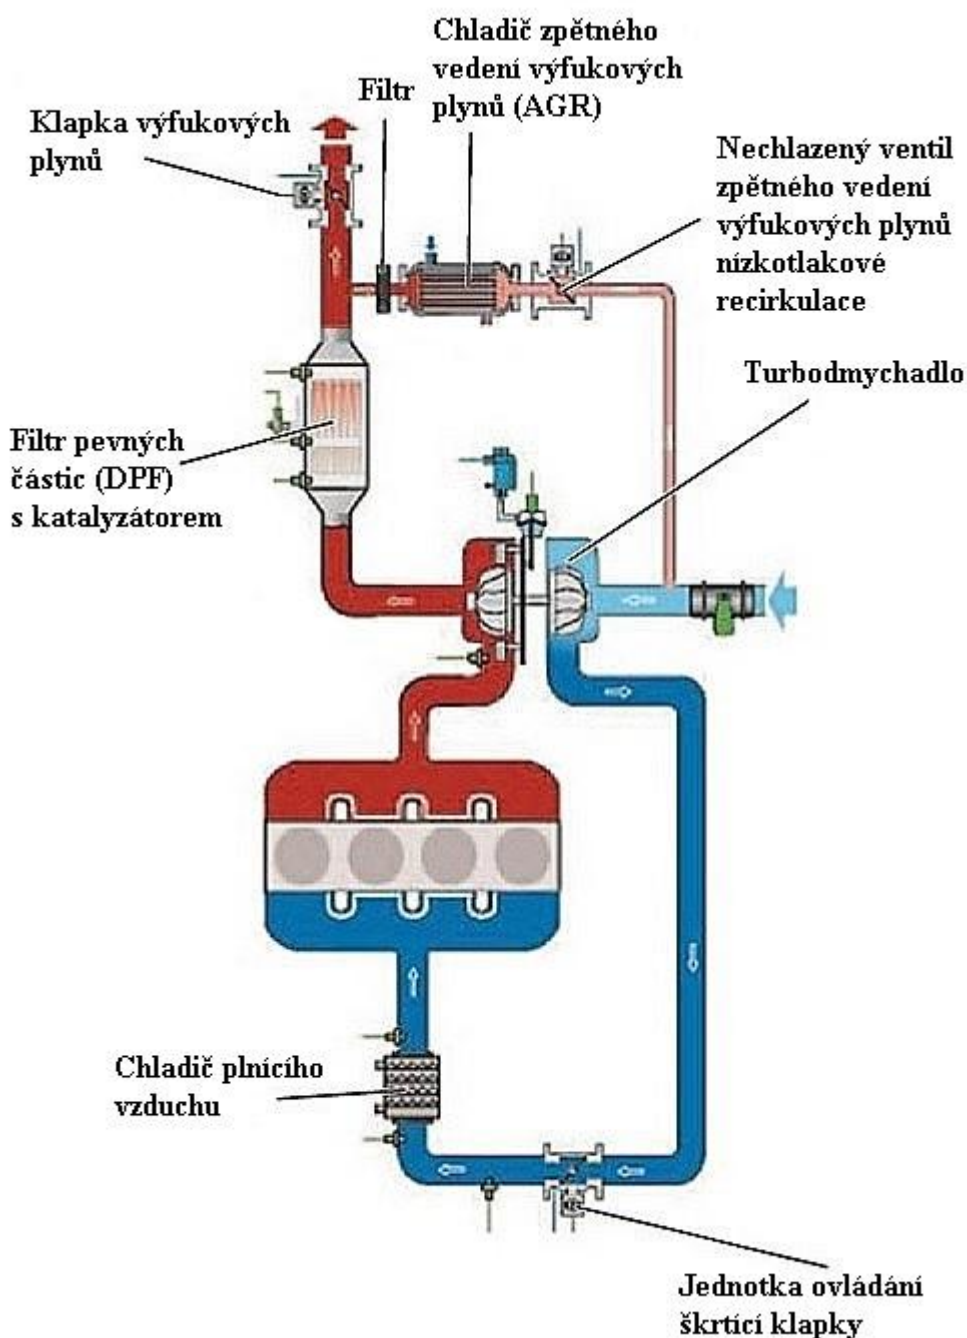 Chladič zpětného
vedení výfukových
plynů (AGR)
Filtr
Klapka výfukových
plynů
Nechlazený ventil
zpětného vedení
výfukových plynů
nízkotlakové
recirkulace
Turbodmychadlo
Filtr pevných
částic (DPF)
s katalyzátorem
Chladič plnícího
vzduchu
Jednotka ovládání
škrtící klapky